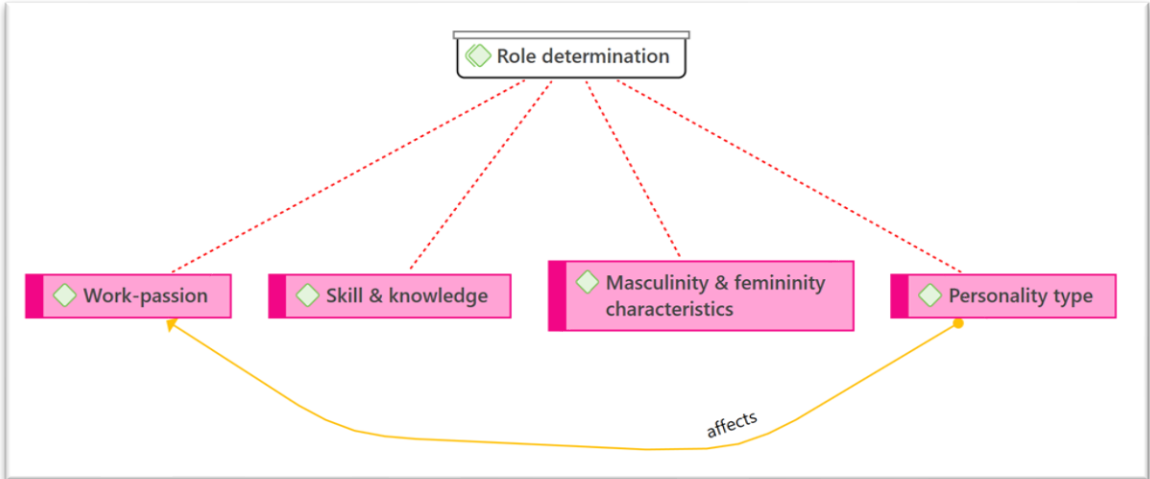 Role determination
Work-passion
Skill & knowledge
Masculinity & femininity
characteristics
Personality type
affects